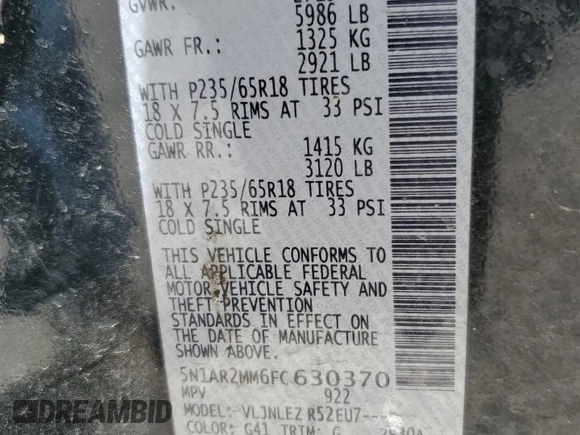 GVWR:
5986 LB
GAWR FR.: 1325 KG
2921 LB
WITH P235/65R18 TIRES
18 X 7.5 RIMS AT 33 PSI
COLD SINGLE
GAWR RR.: 1415 KG
3120 LB
WITH P235/65R18 TIRES
18 X 7.5 RIMS AT 33 PSI
COLD SINGLE
THIS VEHICLE CONFORMS TO
ALL APPLICABLE FEDERAL
MOTOR VEHICLE SAFETY AND
THEFT PREVENTION
STANDARDS IN EFFECT ON
THE DATE OF MANUFACTURE
SHOWN ABOVE.
5N1AR2MM6FC630370
MPV 922
MODEL: VLJNLEZ R52EU7---
COLOR: G41 TRIM: G
DREAMBID